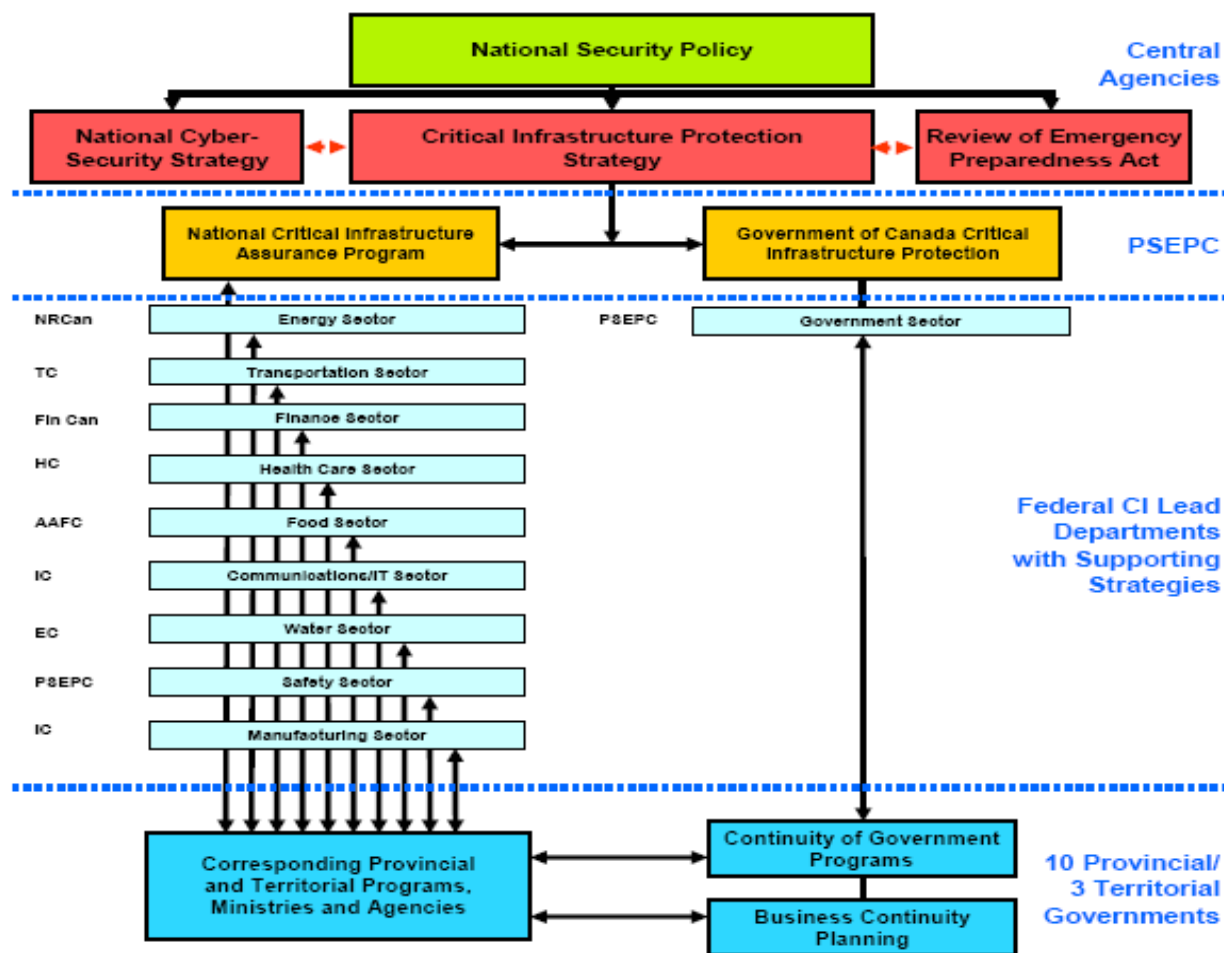 National Security Policy
Central
Agencies
National Cyber-
Security Strategy
Critical Infrastructure Protection
Strategy
Review of Emergency
Preparedness Act
National Critical Infrastructure
Assurance Program
Government of Canada Critical
Infrastructure Protection
PSEPC
NRCan
Energy Sector
PSEPC
Government Sector
TC
Transportation Sector
Fin Can
Finance Sector
HC
Health Care Sector
AAFC
Food Sector
IC
Communications/IT Sector
EC
Water Sector
PSEPC
Safety Sector
IC
Manufacturing Sector
Federal CI Lead
Departments
with Supporting
Strategies
Corresponding Provincial
and Territorial Programs,
Ministries and Agencies
Continuity of Government
Programs
Business Continuity
Planning
10 Provincial/
3 Territorial
Governments